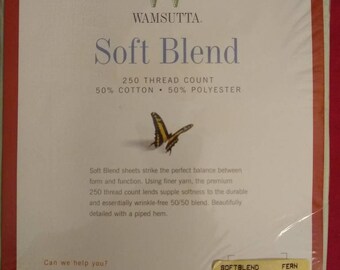 WAMSUTTA.
Soft Blend
250 THREAD COUNT
50% COTTON • 50% POLYESTER
Soft Blend sheets strike the perfect balance between
form and function. Using finer yarn, the premium
250 thread count lends supple softness to the durable
and essentially wrinkle-free 50/50 blend. Beautifully
detailed with a piped hem.
Can we help you?
SOFTBLEND FERN